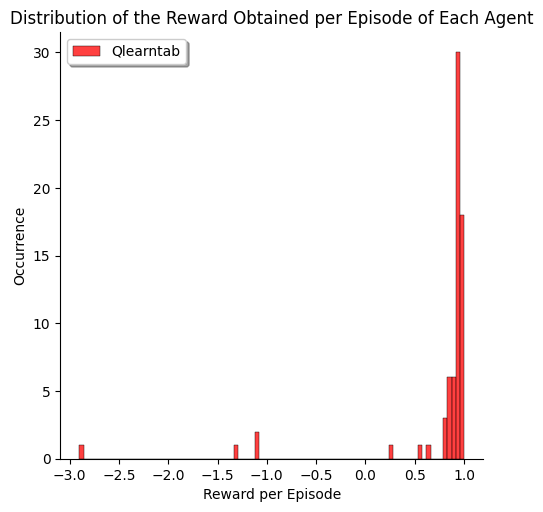 Distribution of the Reward Obtained per Episode of Each Agent
Qlearntab
Occurrence
30
25
20
15
10
5
0
−3.0 −2.5 −2.0 −1.5 −1.0 −0.5 0.0 0.5 1.0
Reward per Episode